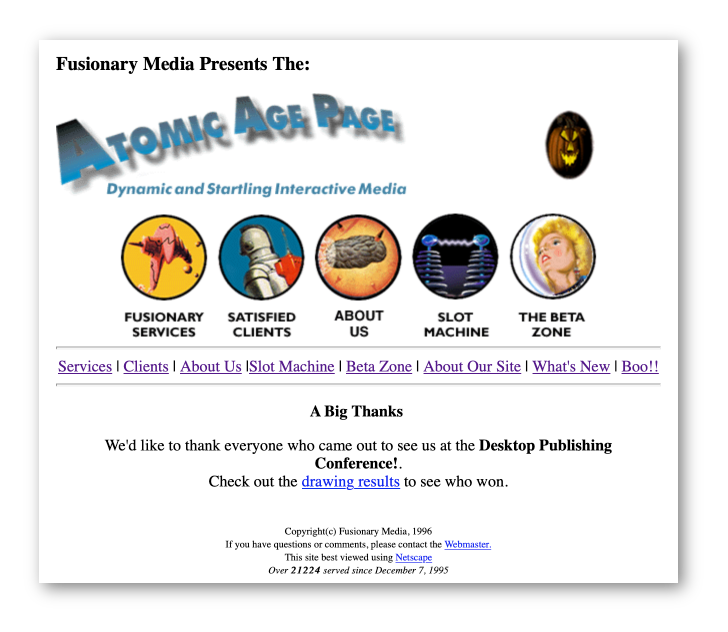 Fusionary Media Presents The:
ATOMIC AGE PAGE
Dynamic and Startling Interactive Media
FUSIONARY SERVICES
SATISFIED CLIENTS
ABOUT US
SLOT MACHINE
THE BETA ZONE
Services | Clients | About Us |Slot Machine | Beta Zone | About Our Site | What's New | Boo!!
A Big Thanks
We'd like to thank everyone who came out to see us at the Desktop Publishing
Conference!.
Check out the drawing results to see who won.
Copyright(c) Fusionary Media, 1996
If you have questions or comments, please contact the Webmaster.
This site best viewed using Netscape
Over 21224 served since December 7, 1995